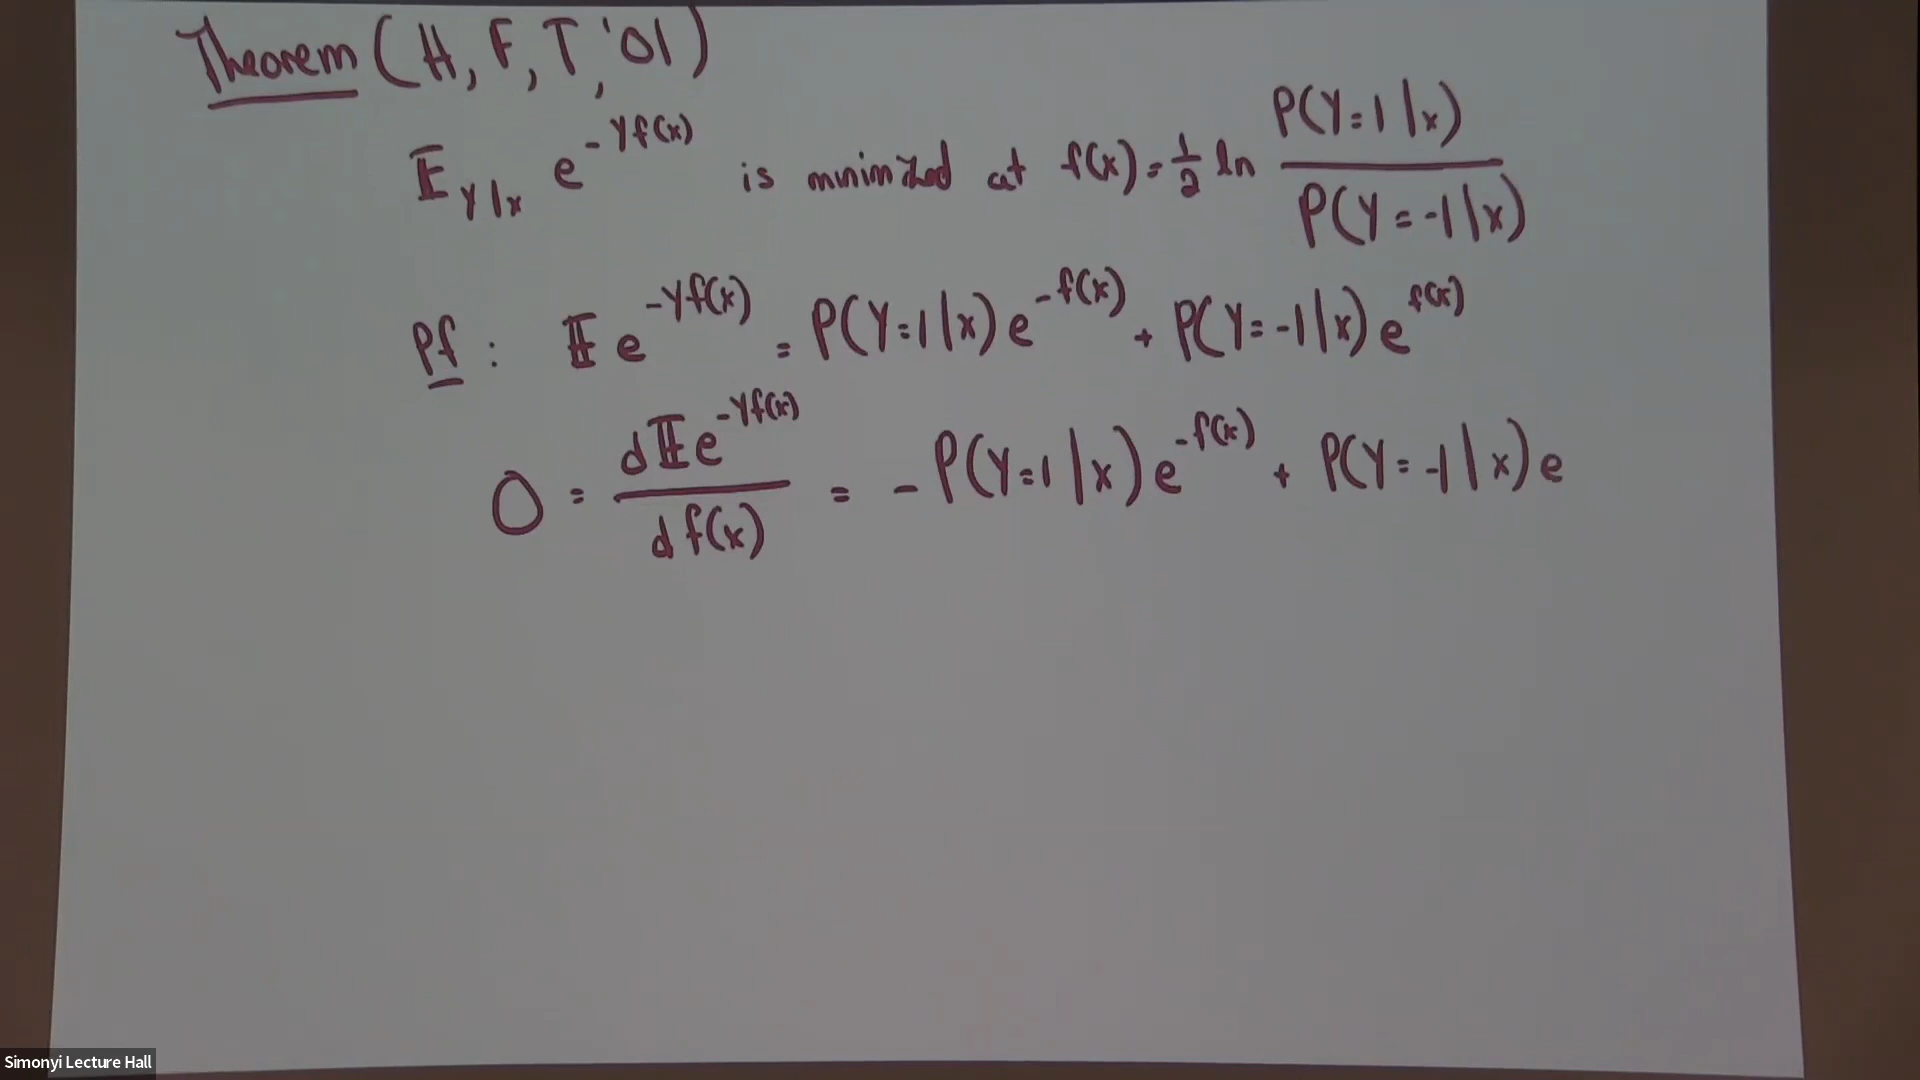 Theorem (H, F, T, '01)
𝔼_{Y|x} e^{-Yf(x)} is minimized at f(x) = 1/2 ln P(Y=1|x) / P(Y=-1|x)
Pf: 𝔼 e^{-Yf(x)} = P(Y=1|x) e^{-f(x)} + P(Y=-1|x) e^{f(x)}
0 = d𝔼e^{-Yf(x)} / df(x) = -P(Y=1|x) e^{-f(x)} + P(Y=-1|x) e
Simonyi Lecture Hall